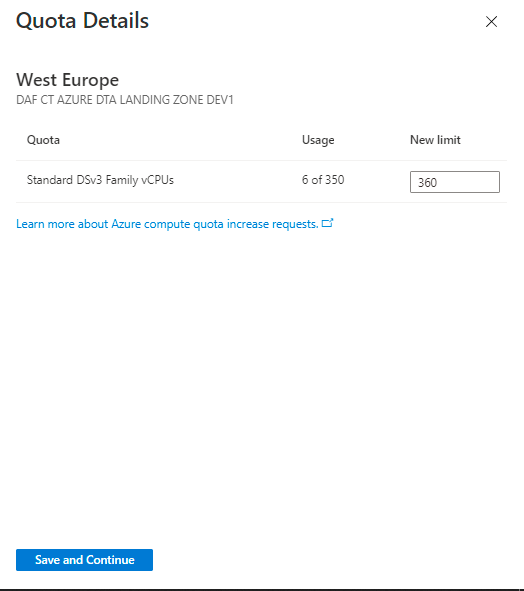 Quota Details
West Europe
DAF CT AZURE DTA LANDING ZONE DEV1
Quota Usage New limit
Standard DSv3 Family vCPUs 6 of 350 360
Learn more about Azure compute quota increase requests.
Save and Continue